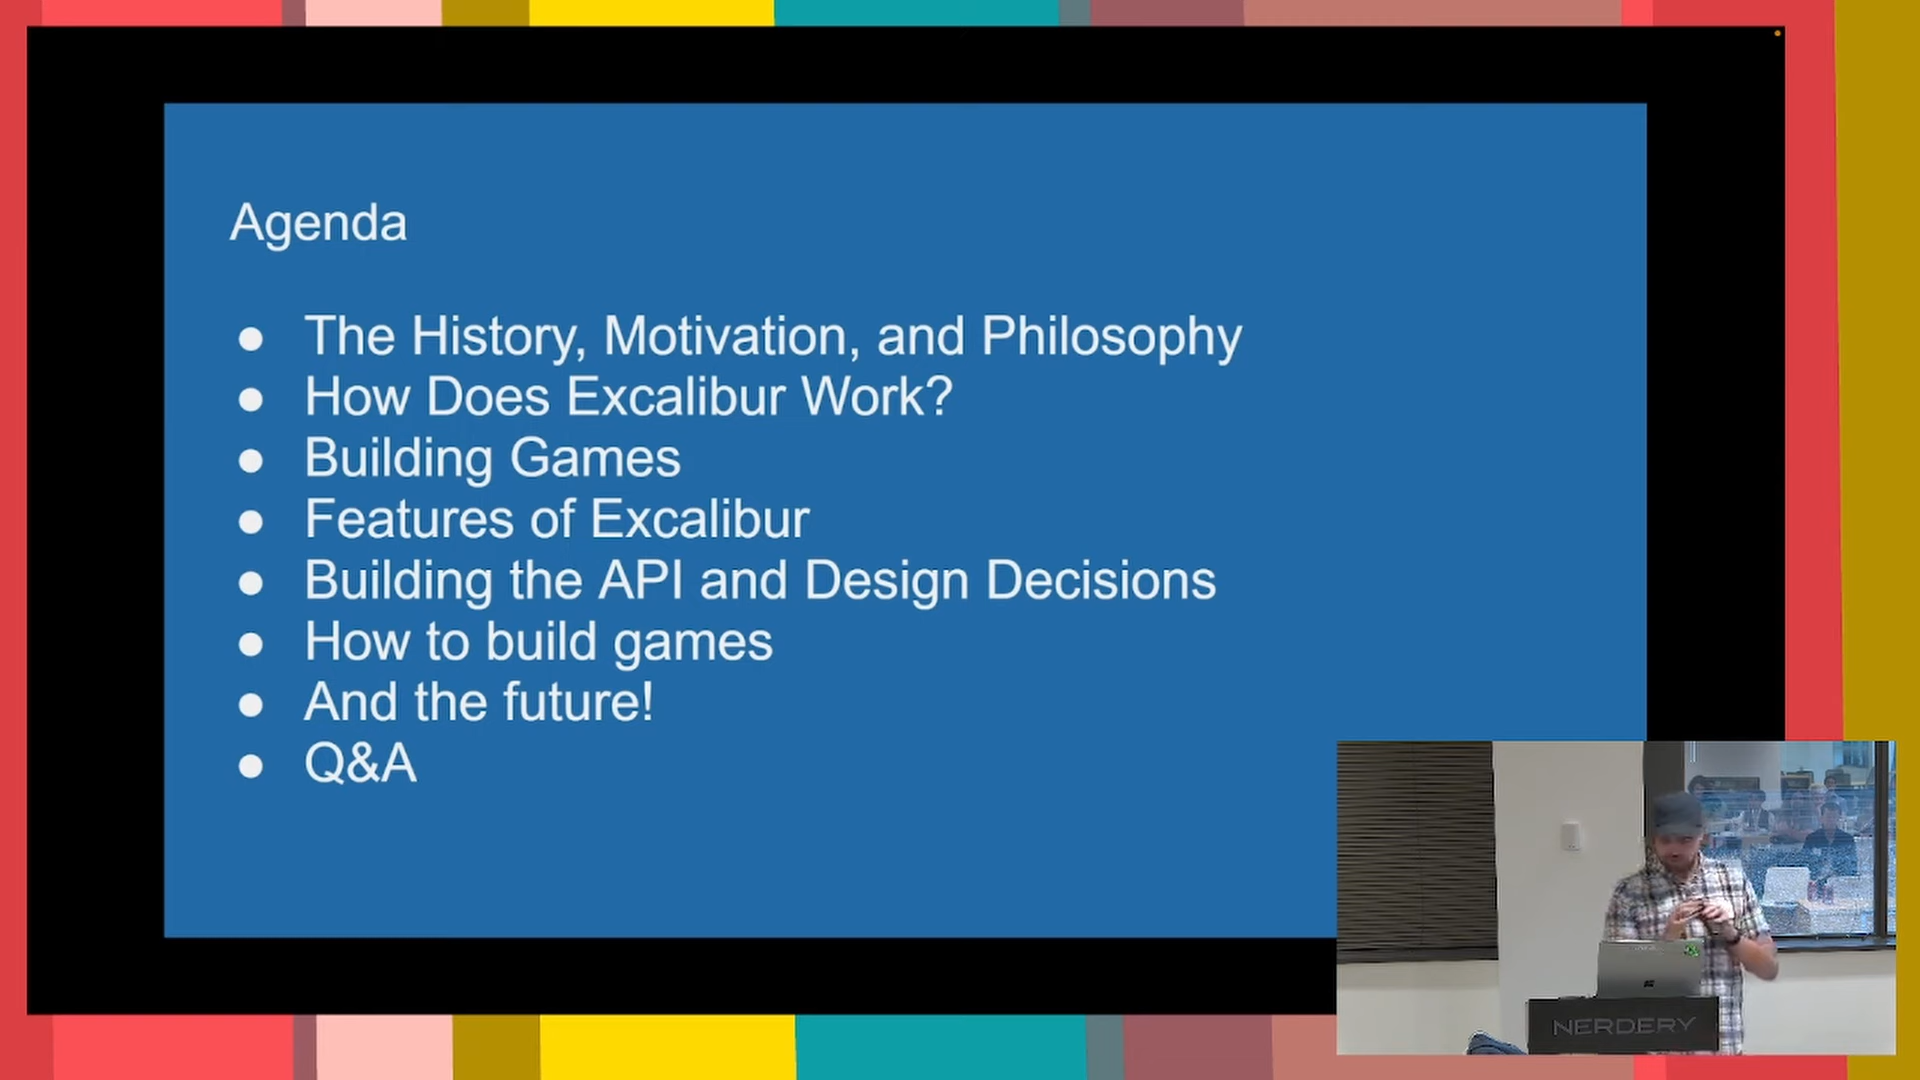 Agenda
● The History, Motivation, and Philosophy
● How Does Excalibur Work?
● Building Games
● Features of Excalibur
● Building the API and Design Decisions
● How to build games
● And the future!
● Q&A
NERDERY